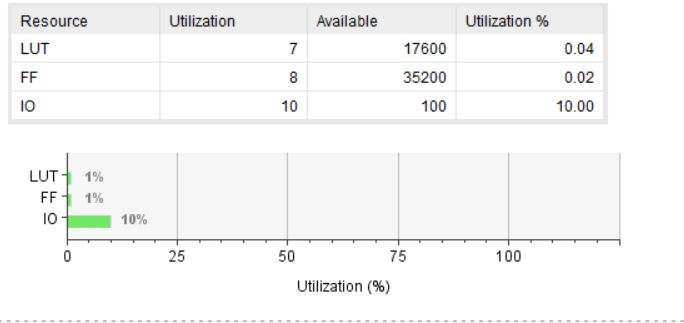 Resource Utilization Available Utilization %
LUT 7 17600 0.04
FF 8 35200 0.02
IO 10 100 10.00
LUT 1%
FF 1%
IO 10%
0 25 50 75 100
Utilization (%)